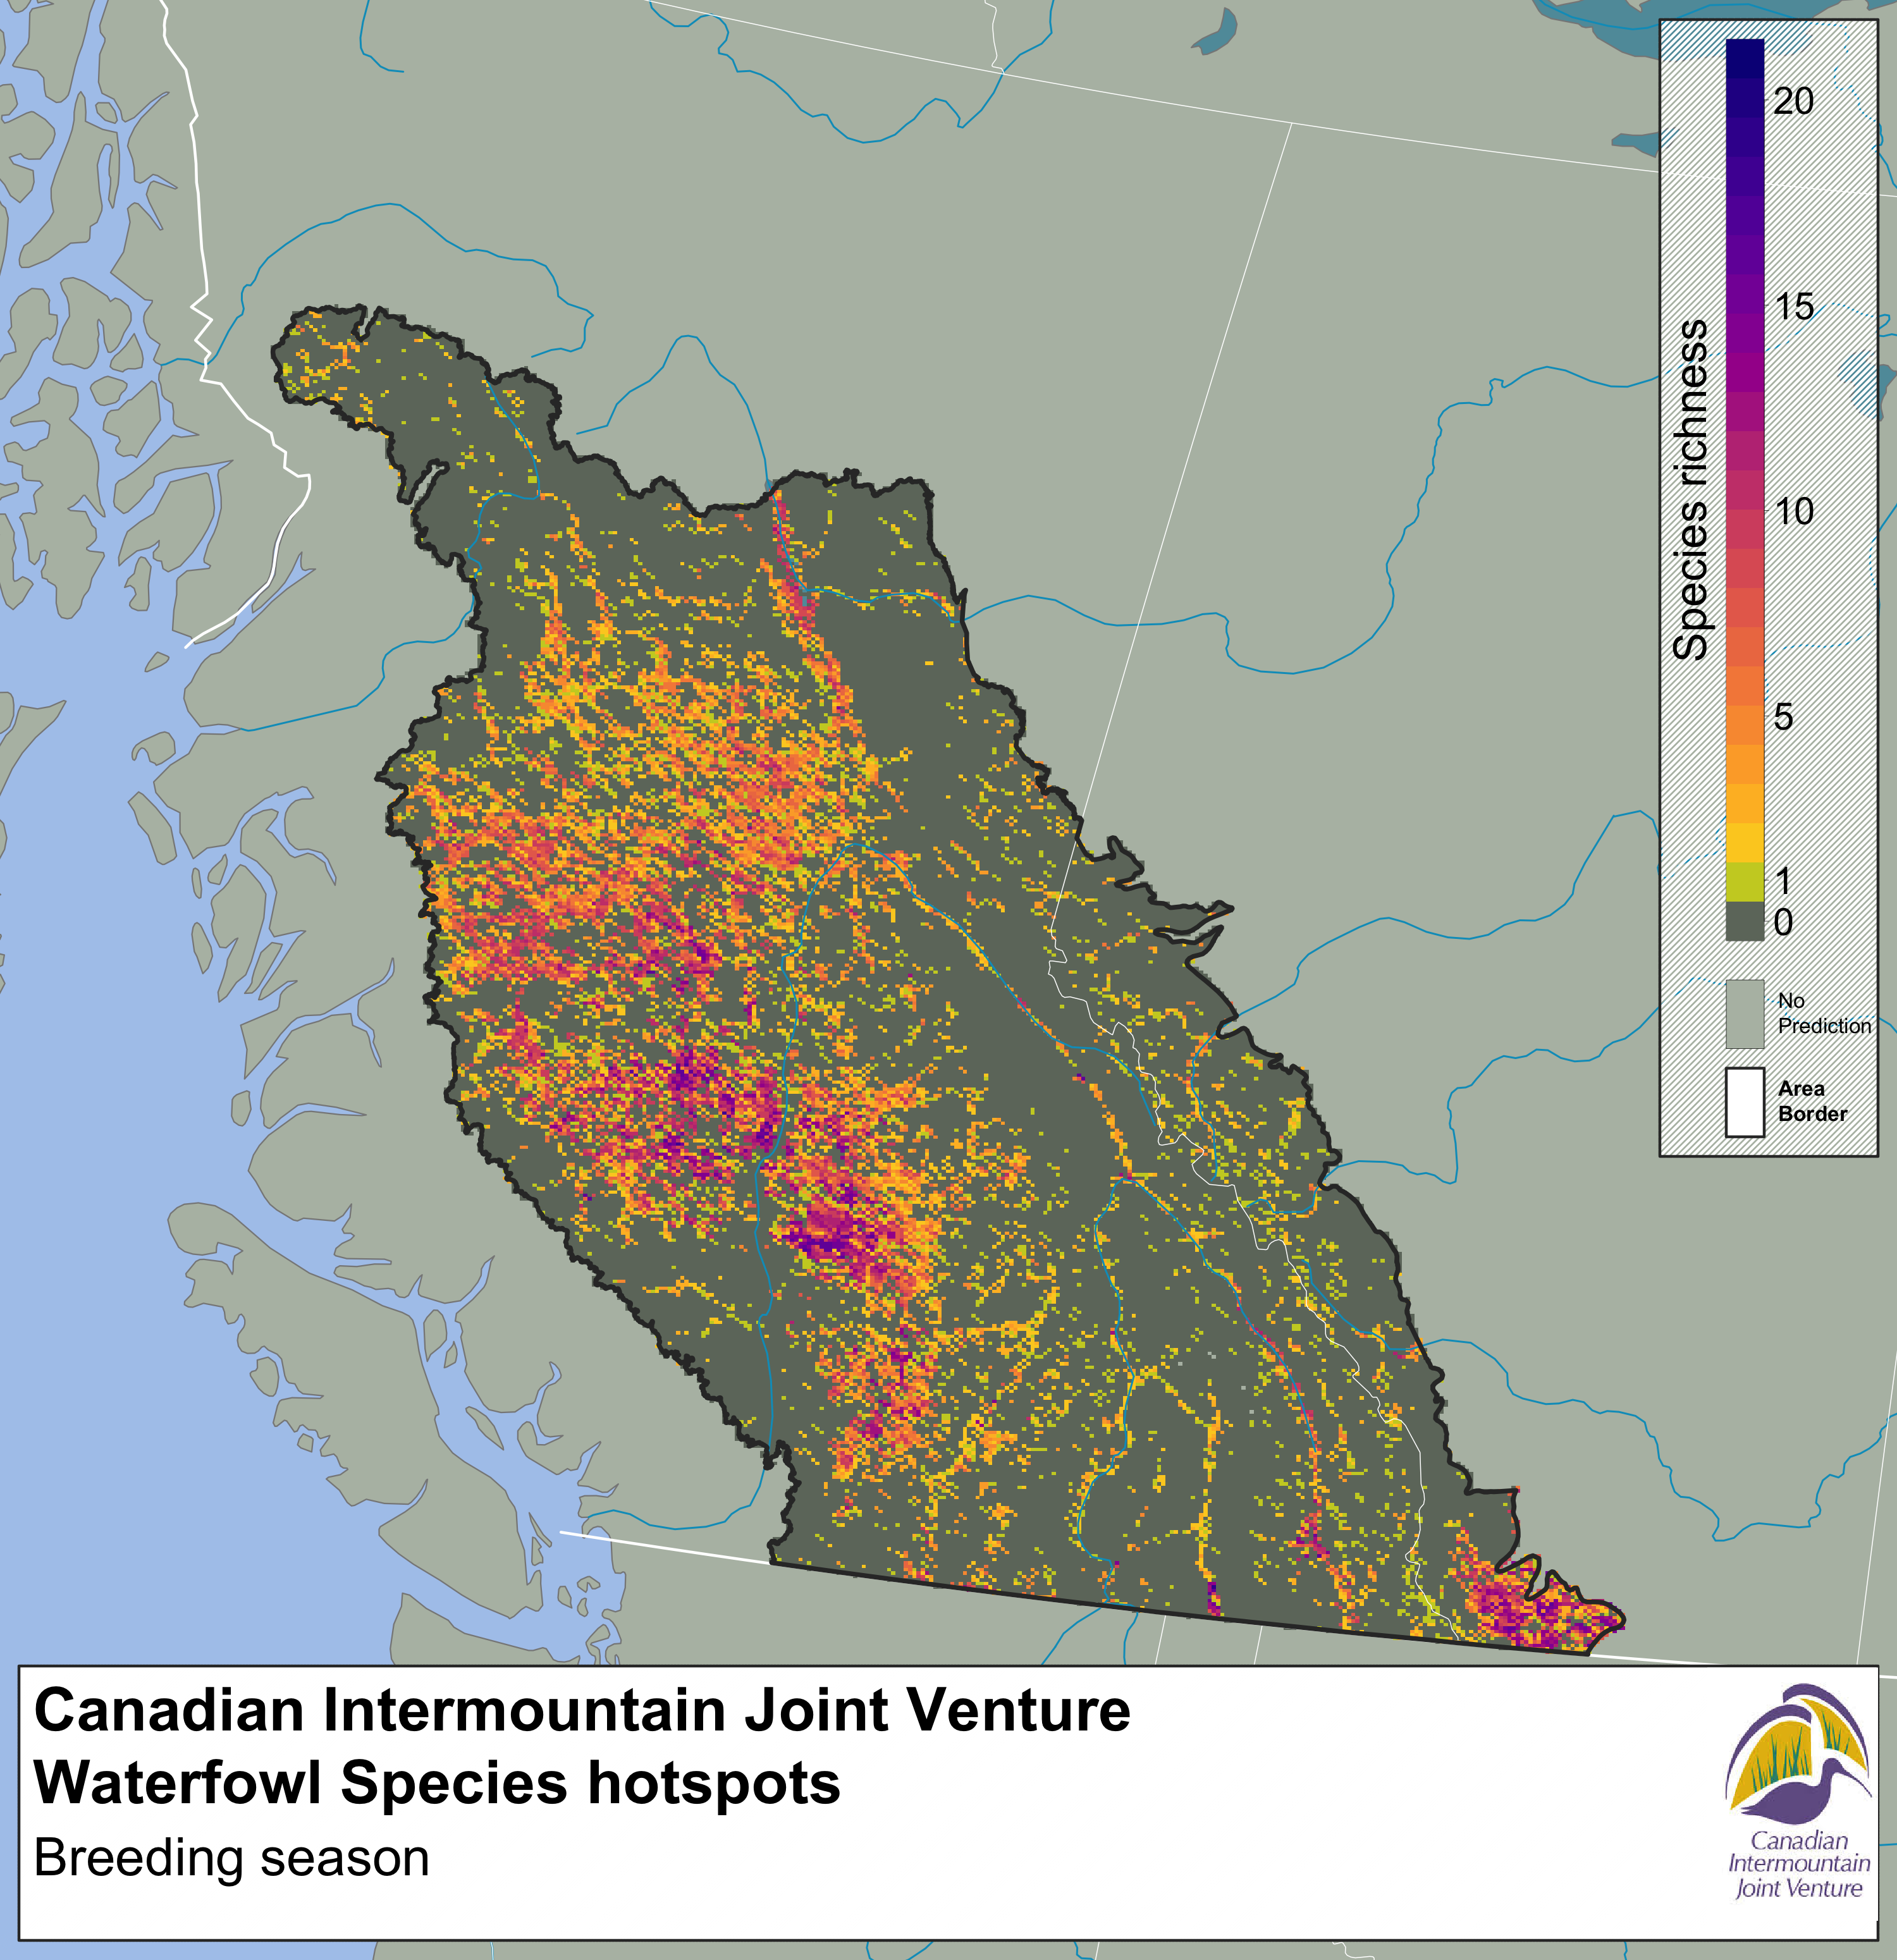 20
15
10
5
1
0
Species richness
No
Prediction
Area
Border
Canadian Intermountain Joint Venture
Waterfowl Species hotspots
Breeding season
Canadian
Intermountain
Joint Venture